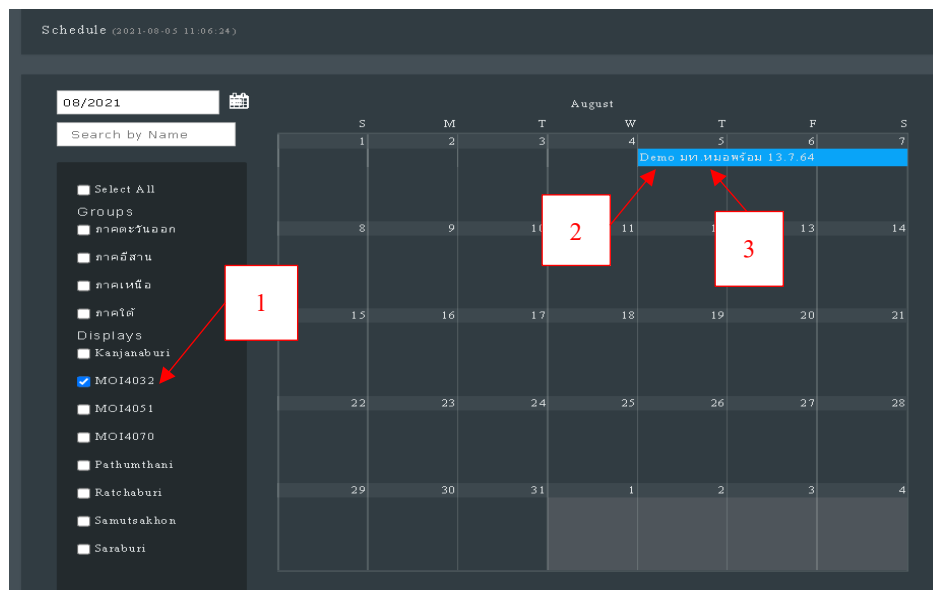 Schedule (2021-08-05 11:06:24)
08/2021
Search by Name
Select All
Groups
ภาคตะวันออก
ภาคอีสาน
ภาคเหนือ
ภาคใต้
Displays
Kanjanaburi
MOI4032
MOI4051
MOI4070
Pathumthani
Ratchaburi
Samutsakhon
Saraburi
1
August
S M T W T F S
1 2 3 4 5 6 7
Demo มท.หมอพร้อม 13.7.64
2
3
8 9 10 11 1 13 14
15 16 17 18 19 20 21
22 23 24 25 26 27 28
29 30 31 1 2 3 4